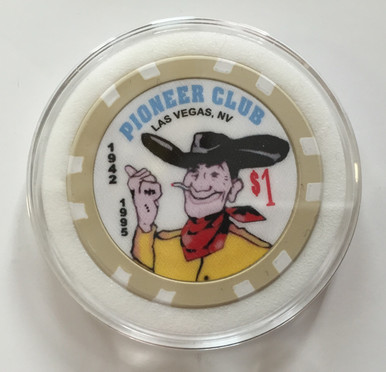 PIONEER CLUB
LAS VEGAS, NV
1942
1995
$1